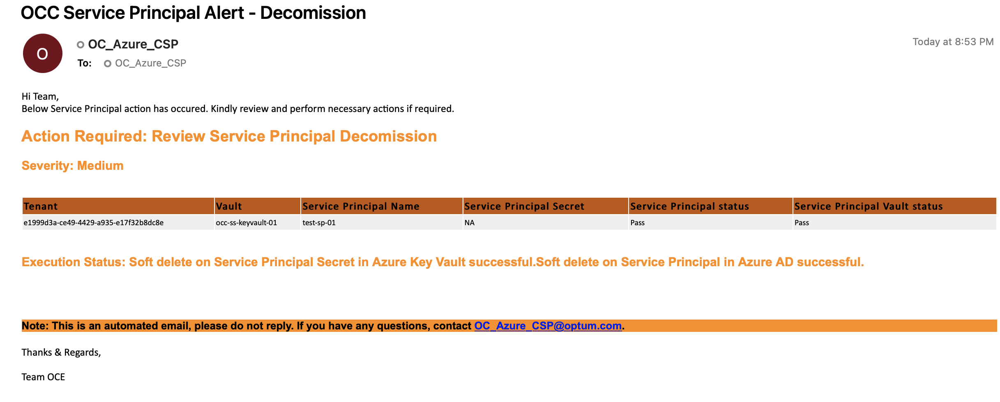 OCC Service Principal Alert - Decomission
O
OC_Azure_CSP
Today at 8:53 PM
To: OC_Azure_CSP
Hi Team,
Below Service Principal action has occured. Kindly review and perform necessary actions if required.
Action Required: Review Service Principal Decomission
Severity: Medium
Tenant Vault Service Principal Name Service Principal Secret Service Principal status Service Principal Vault status
e1999d3a-ce49-4429-a935-e17f32b8dc8e occ-ss-keyvault-01 test-sp-01 NA Pass Pass
Execution Status: Soft delete on Service Principal Secret in Azure Key Vault successful.Soft delete on Service Principal in Azure AD successful.
Note: This is an automated email, please do not reply. If you have any questions, contact OC_Azure_CSP@optum.com.
Thanks & Regards,
Team OCE